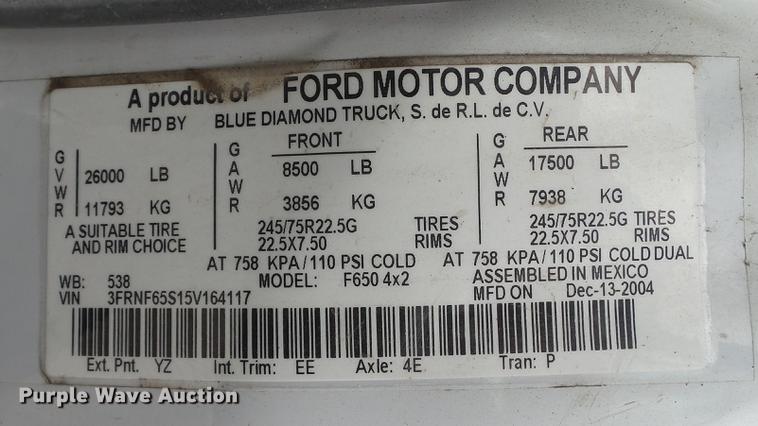 A product of FORD MOTOR COMPANY
MFD BY BLUE DIAMOND TRUCK, S. de R.L. de C.V.
GVWR 26000 LB 11793 KG
GAWR FRONT 8500 LB 3856 KG
GAWR REAR 17500 LB 7938 KG
A SUITABLE TIRE 245/75R22.5G TIRES 245/75R22.5G TIRES
AND RIM CHOICE 22.5X7.50 RIMS 22.5X7.50 RIMS
AT 758 KPA/110 PSI COLD AT 758 KPA/110 PSI COLD DUAL
WB: 538 MODEL: F650 4x2 ASSEMBLED IN MEXICO
VIN 3FRNF65S15V164117 MFD ON Dec-13-2004
Ext. Pnt. YZ Int. Trim: EE Axle: 4E Tran: P
Purple Wave Auction